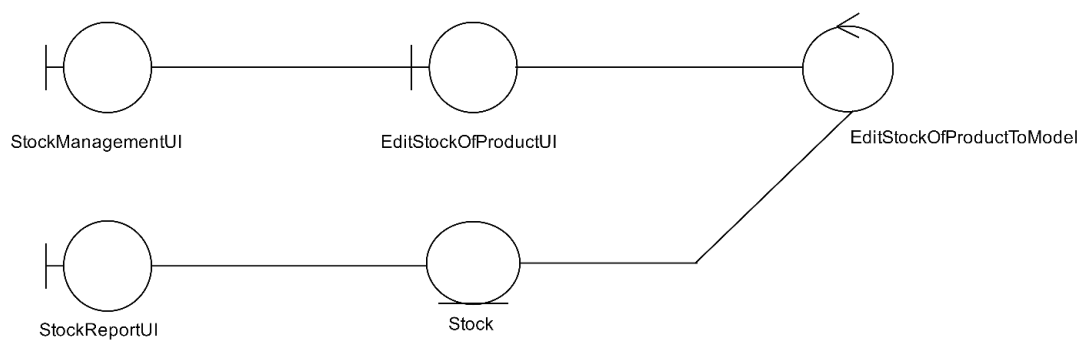 StockManagementUI
EditStockOfProductUI
EditStockOfProductToModel
StockReportUI
Stock